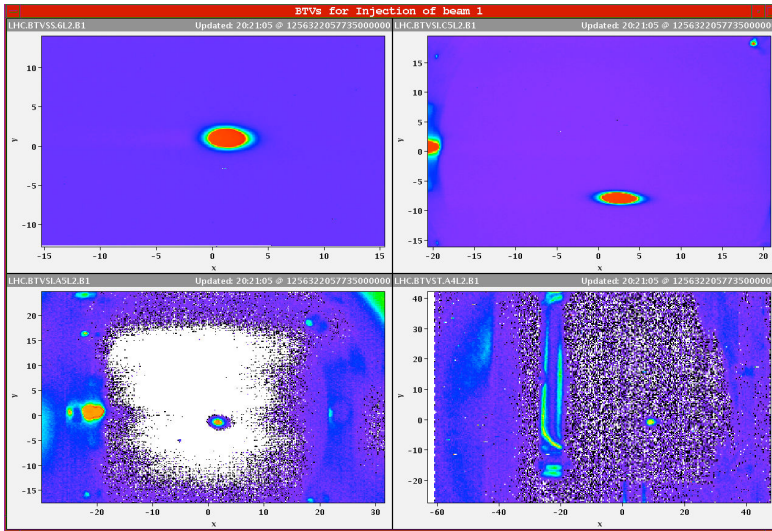 BTVs for Injection of beam 1
LHC.BTVSS.6L2.B1 Updated: 20:21:05 @ 1256322057735000000
10
5
0
-5
-10
y
-15 -10 -5 0 5 10 15
x
LHC.BTVSI.C5L2.B1 Updated: 20:21:05 @ 1256322057735000000
15
10
5
0
-5
-10
-15
y
-20 -15 -10 -5 0 5 10 15 20
x
LHC.BTVSI.A5L2.B1 Updated: 20:21:05 @ 1256322057735000000
20
15
10
5
0
-5
-10
-15
y
-20 -10 0 10 20 30
x
LHC.BTVST.A4L2.B1 Updated: 20:21:05 @ 1256322057735000000
40
30
20
10
0
-10
-20
y
-60 -40 -20 0 20 40
x